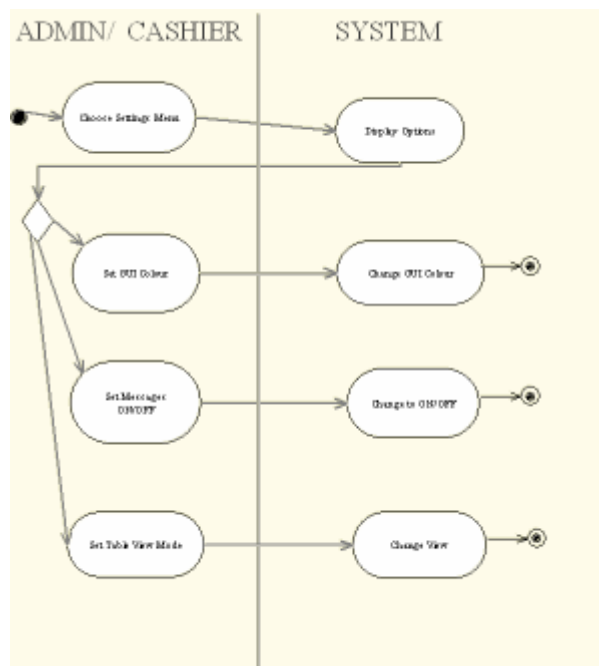 ADMIN/ CASHIER
SYSTEM
Choose Settings Menu
Display Options
Set GUI Colour
Change GUI Colour
Set Messages
ON/OFF
Change to ON/OFF
Set Table View Mode
Change View